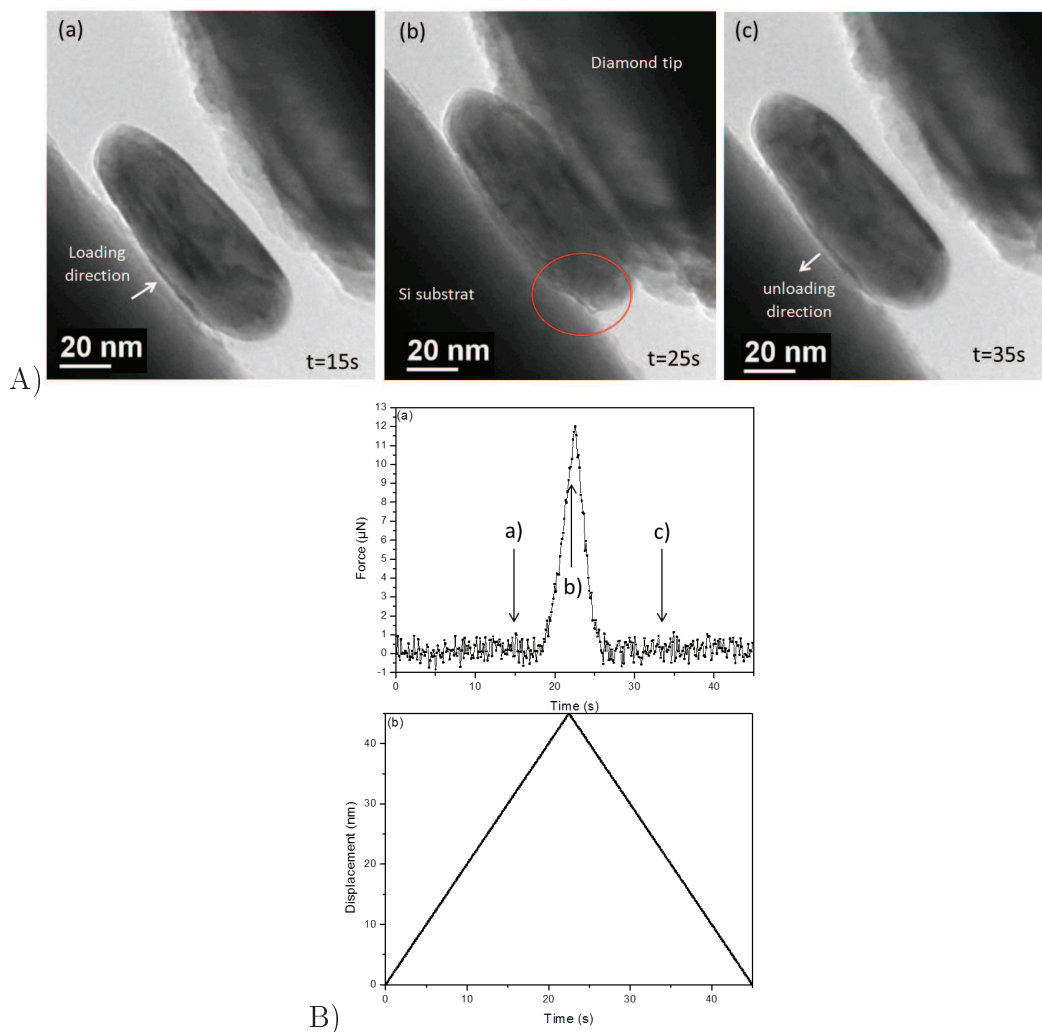 (a)
Loading
direction
20 nm
t=15s
(b)
Diamond tip
Si substrat
20 nm
t=25s
(c)
unloading
direction
20 nm
t=35s
A)
(a)
13
12
11
10
9
8
7
6
5
4
3
2
1
0
-1
Force (µN)
a)
b)
c)
0 10 20 30 40
Time (s)
(b)
40
30
20
10
0
Displacement (nm)
0 10 20 30 40
Time (s)
B)